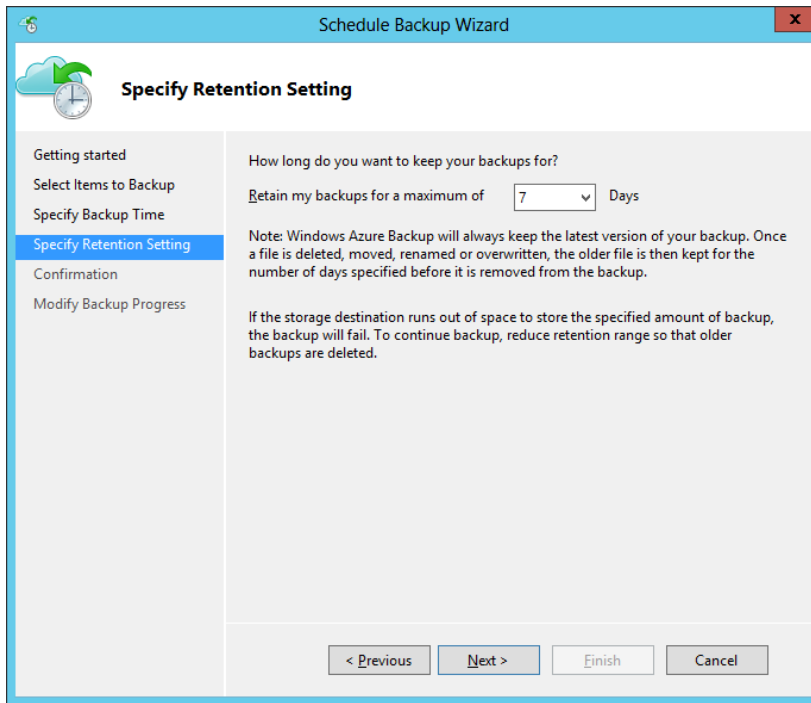 Schedule Backup Wizard
x
Specify Retention Setting
Getting started
Select Items to Backup
Specify Backup Time
Specify Retention Setting
Confirmation
Modify Backup Progress
How long do you want to keep your backups for?
Retain my backups for a maximum of 7 Days
Note: Windows Azure Backup will always keep the latest version of your backup. Once
a file is deleted, moved, renamed or overwritten, the older file is then kept for the
number of days specified before it is removed from the backup.
If the storage destination runs out of space to store the specified amount of backup,
the backup will fail. To continue backup, reduce retention range so that older
backups are deleted.
< Previous Next > Finish Cancel